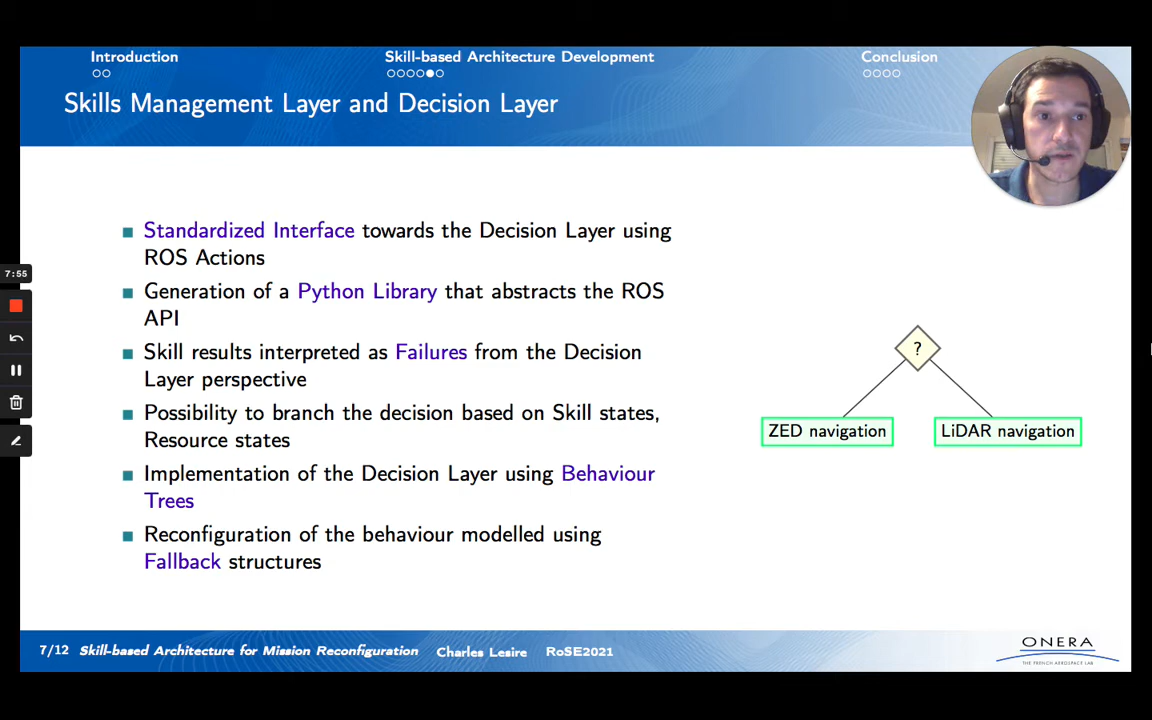 Introduction
Skill-based Architecture Development
Conclusion
Skills Management Layer and Decision Layer
Standardized Interface towards the Decision Layer using
ROS Actions
Generation of a Python Library that abstracts the ROS
API
Skill results interpreted as Failures from the Decision
Layer perspective
Possibility to branch the decision based on Skill states,
Resource states
Implementation of the Decision Layer using Behaviour
Trees
Reconfiguration of the behaviour modelled using
Fallback structures
?
ZED navigation
LiDAR navigation
7:55
7/12 Skill-based Architecture for Mission Reconfiguration Charles Lesire RoSE2021
ONERA
THE FRENCH AEROSPACE LAB